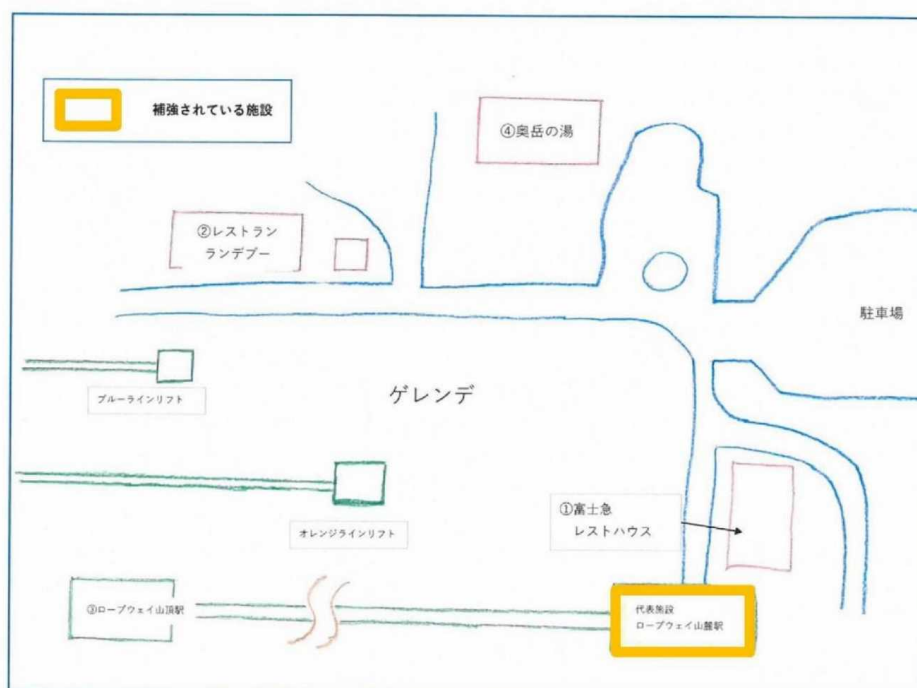 補強されている施設
④奥岳の湯
②レストラン
ランデブー
駐車場
ブルーラインリフト
ゲレンデ
①富士急
レストハウス
オレンジラインリフト
③ロープウェイ山頂駅
代表施設
ロープウェイ山麓駅